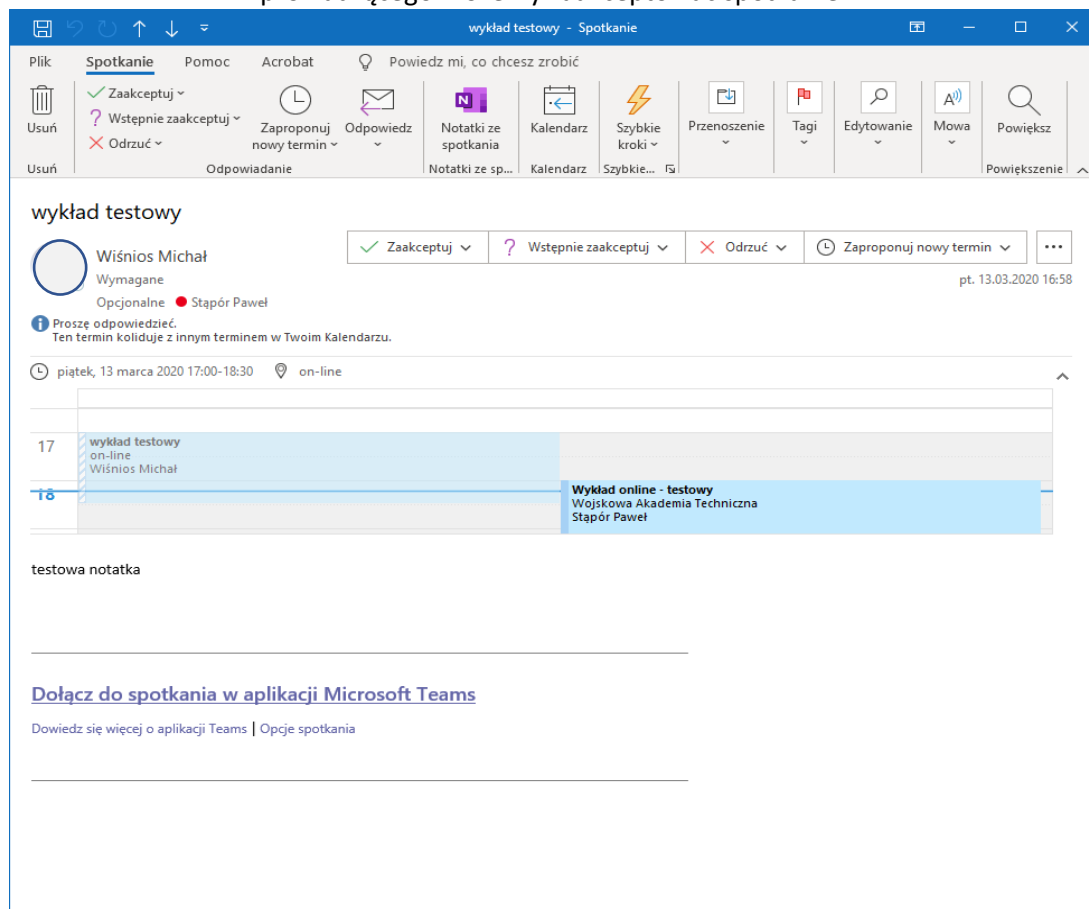 wykład testowy - Spotkanie
Plik Spotkanie Pomoc Acrobat Powiedz mi, co chcesz zrobić
Usuń
Zaakceptuj
Wstępnie zaakceptuj
Odrzuć
Zaproponuj nowy termin
Odpowiedz
Notatki ze spotkania
Kalendarz
Szybkie kroki
Przenoszenie
Tagi
Edytowanie
Mowa
Powiększ
Usuń Odpowiadanie Notatki ze sp... Kalendarz Szybkie... Powiększenie
wykład testowy
Wiśnios Michał
Zaakceptuj Wstępnie zaakceptuj Odrzuć Zaproponuj nowy termin
Wymagane
pt. 13.03.2020 16:58
Opcjonalne Stąpór Paweł
Proszę odpowiedzieć.
Ten termin koliduje z innym terminem w Twoim Kalendarzu.
piątek, 13 marca 2020 17:00-18:30 on-line
17
wykład testowy
on-line
Wiśnios Michał
18
Wykład online - testowy
Wojskowa Akademia Techniczna
Stąpór Paweł
testowa notatka
Dołącz do spotkania w aplikacji Microsoft Teams
Dowiedz się więcej o aplikacji Teams | Opcje spotkania